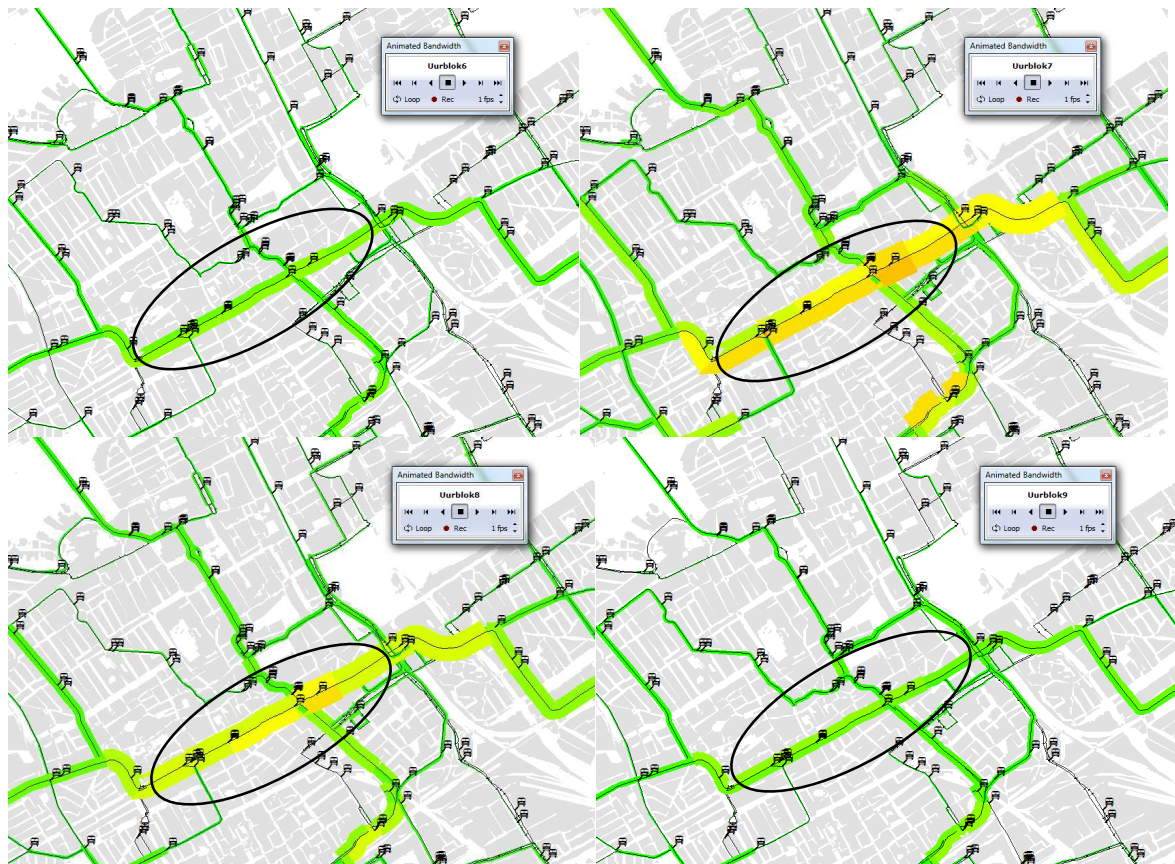 Animated Bandwidth
Uurblok6
Loop Rec 1 fps
Animated Bandwidth
Uurblok7
Loop Rec 1 fps
Animated Bandwidth
Uurblok8
Loop Rec 1 fps
Animated Bandwidth
Uurblok9
Loop Rec 1 fps